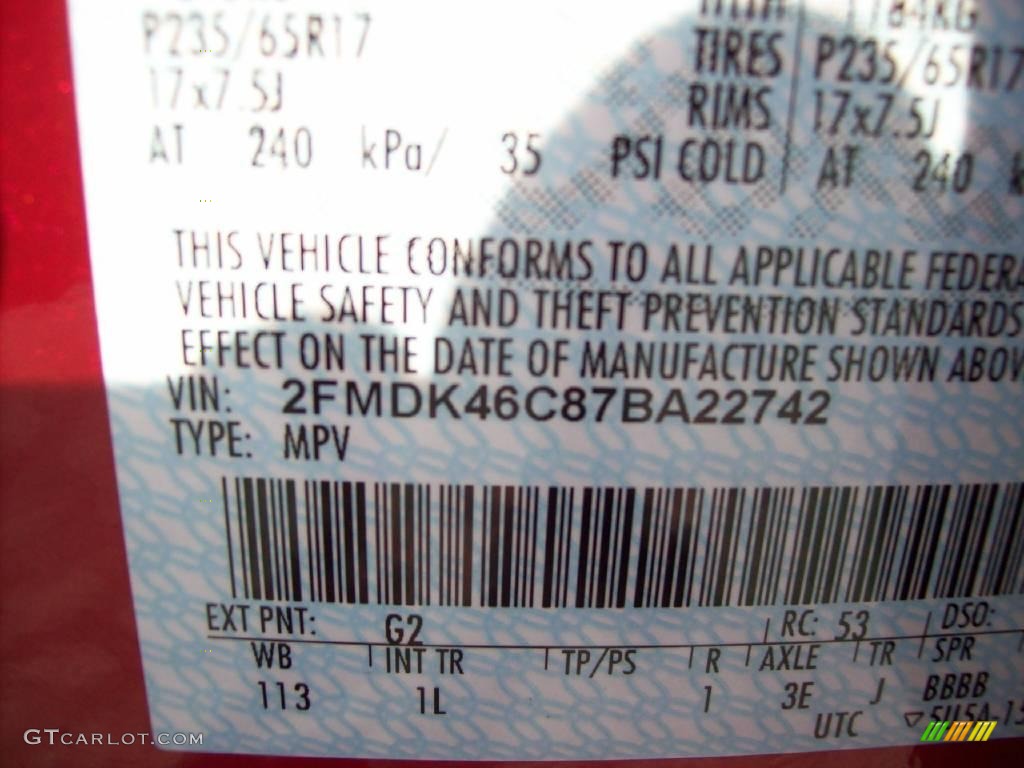 1784KG
P235/65R17 TIRES P235/65R17
17x7.5J RIMS 17x7.5J
AT 240 kPa/ 35 PSI COLD AT 240
THIS VEHICLE CONFORMS TO ALL APPLICABLE FEDERA
VEHICLE SAFETY AND THEFT PREVENTION STANDARDS
EFFECT ON THE DATE OF MANUFACTURE SHOWN ABOV
VIN: 2FMDK46C87BA22742
TYPE: MPV
EXT PNT: G2 RC: 53 DSO:
WB INT TR TP/PS R AXLE TR SPR
113 1L 1 3E J BBBB
UTC
GTCARLOT.COM